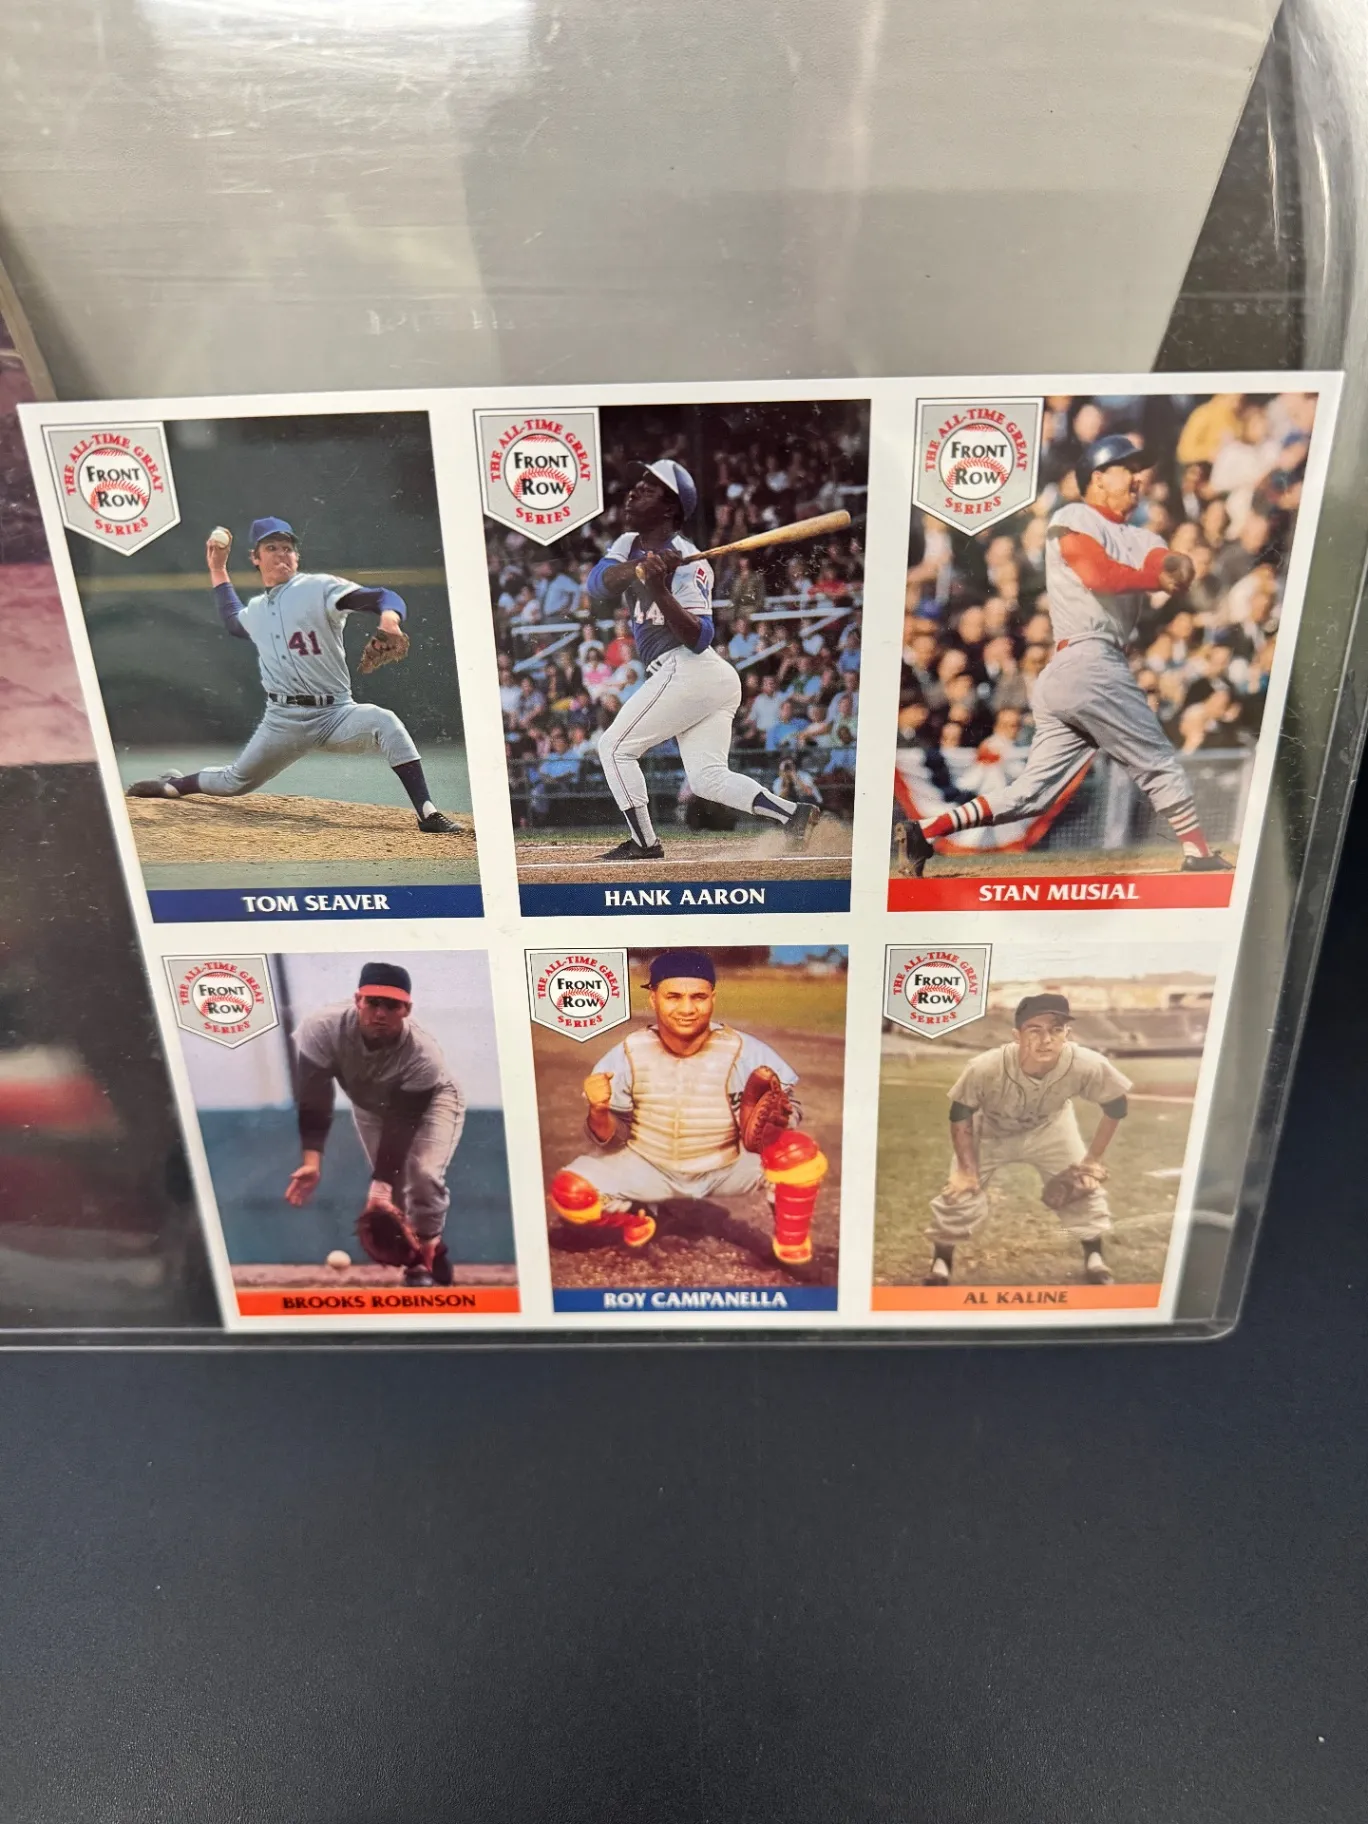 THE ALL-TIME GREAT
FRONT
ROW
SERIES
41
TOM SEAVER
THE ALL-TIME GREAT
FRONT
ROW
SERIES
44
HANK AARON
THE ALL-TIME GREAT
FRONT
ROW
SERIES
STAN MUSIAL
THE ALL-TIME GREAT
FRONT
ROW
SERIES
BROOKS ROBINSON
THE ALL-TIME GREAT
FRONT
ROW
SERIES
ROY CAMPANELLA
THE ALL-TIME GREAT
FRONT
ROW
SERIES
AL KALINE